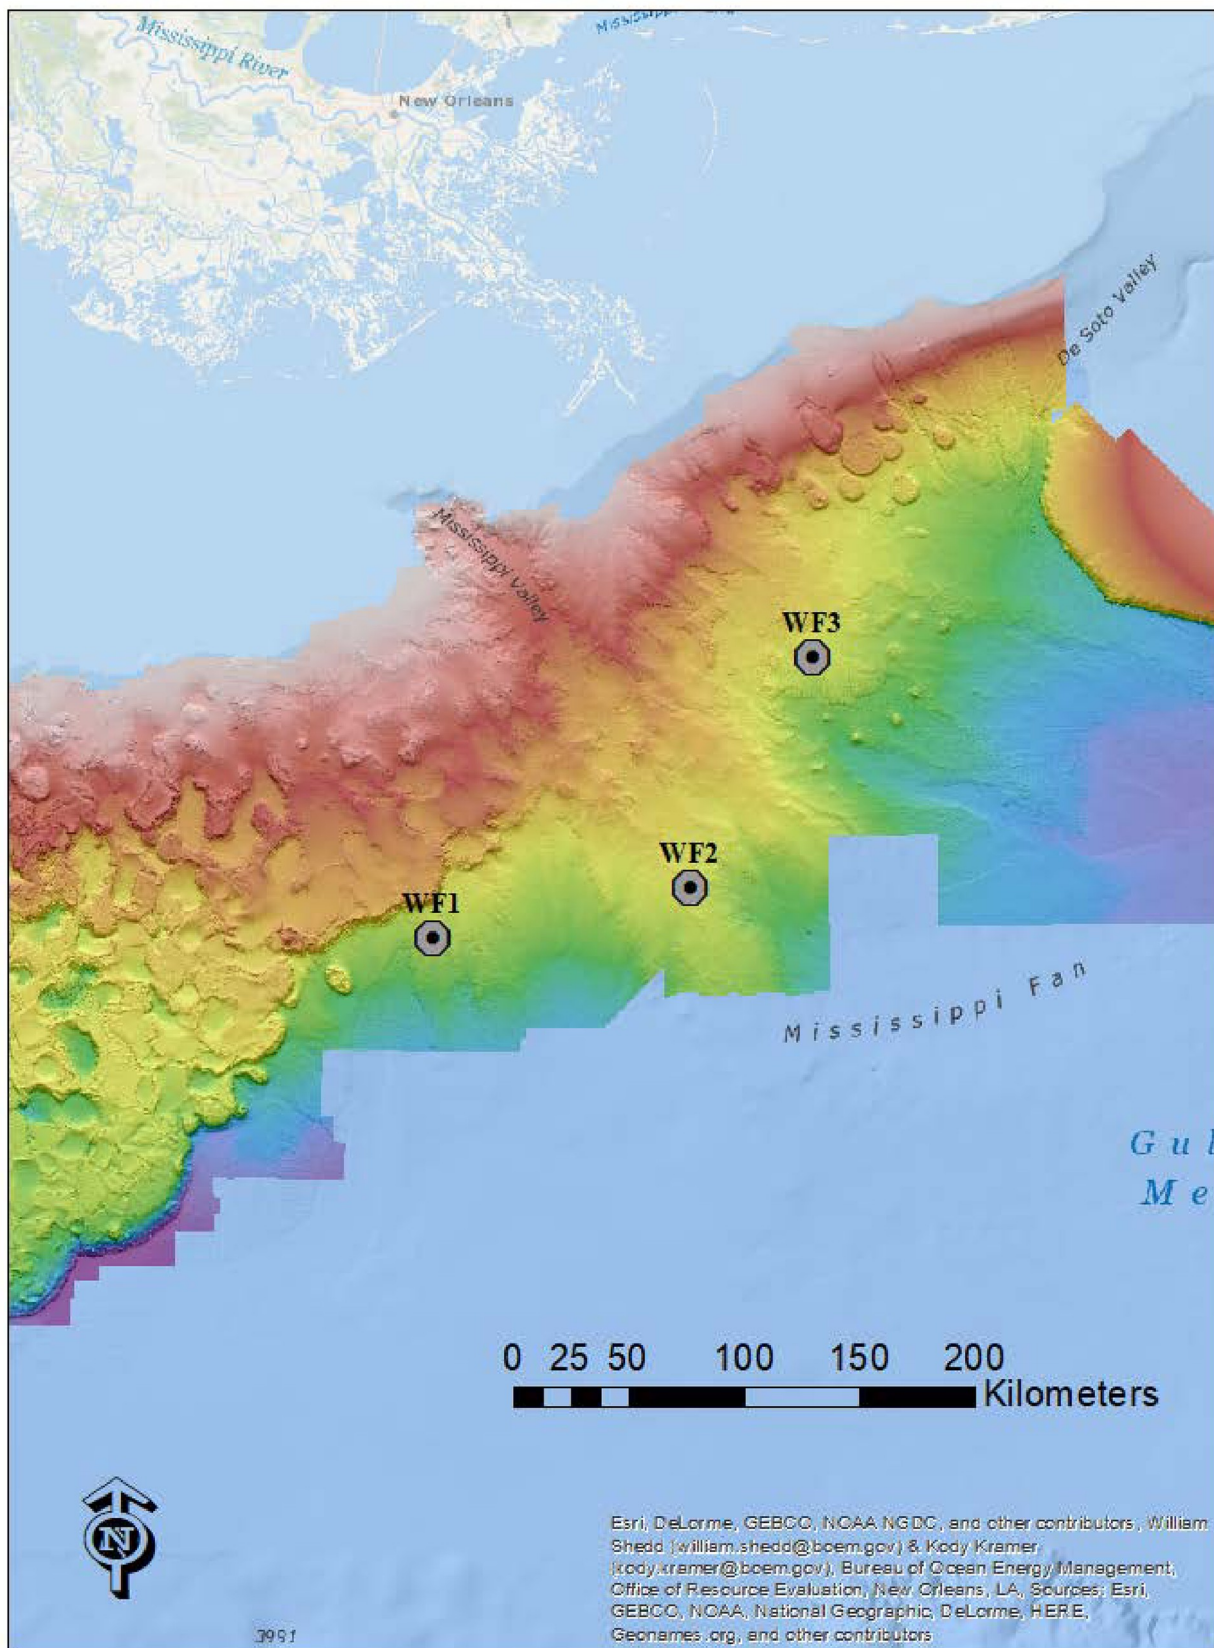 Mississippi River
New Orleans
De Soto Valley
Mississippi Valley
WF3
WF2
WF1
Mississippi Fan
Gul
Me
0 25 50 100 150 200
Kilometers
N
Esri, DeLorme, GEBCO, NOAA NGDC, and other contributors, William
Shedd (william.shedd@boem.gov) & Kody Kramer
(kody.kramer@boem.gov), Bureau of Ocean Energy Management,
Office of Resource Evaluation, New Orleans, LA, Sources: Esri,
GEBCO, NOAA, National Geographic, DeLorme, HERE,
Geonames.org, and other contributors
3991